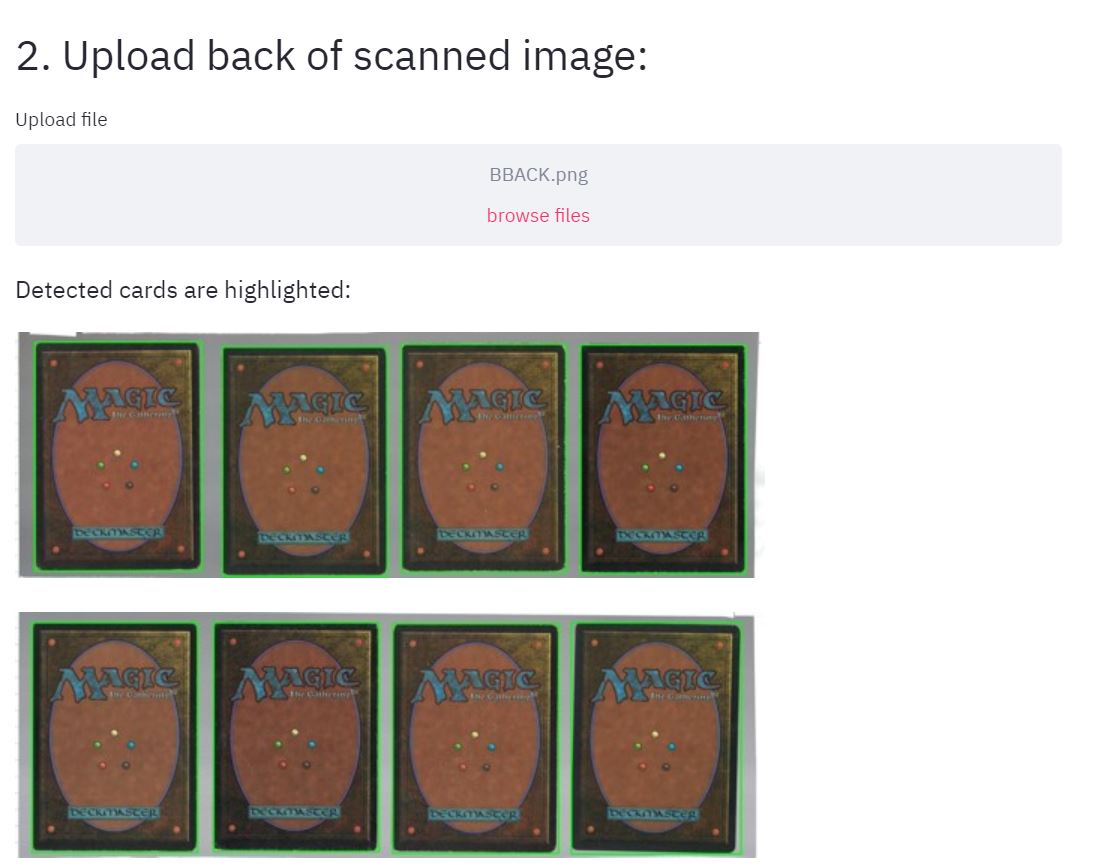 2. Upload back of scanned image:
Upload file
BBACK.png
browse files
Detected cards are highlighted:
MAGIC MAGIC MAGIC MAGIC
The Gathering The Gathering The Gathering The Gathering
DECKMASTER DECKMASTER DECKMASTER DECKMASTER
MAGIC MAGIC MAGIC MAGIC
The Gathering The Gathering The Gathering The Gathering
DECKMASTER DECKMASTER DECKMASTER DECKMASTER